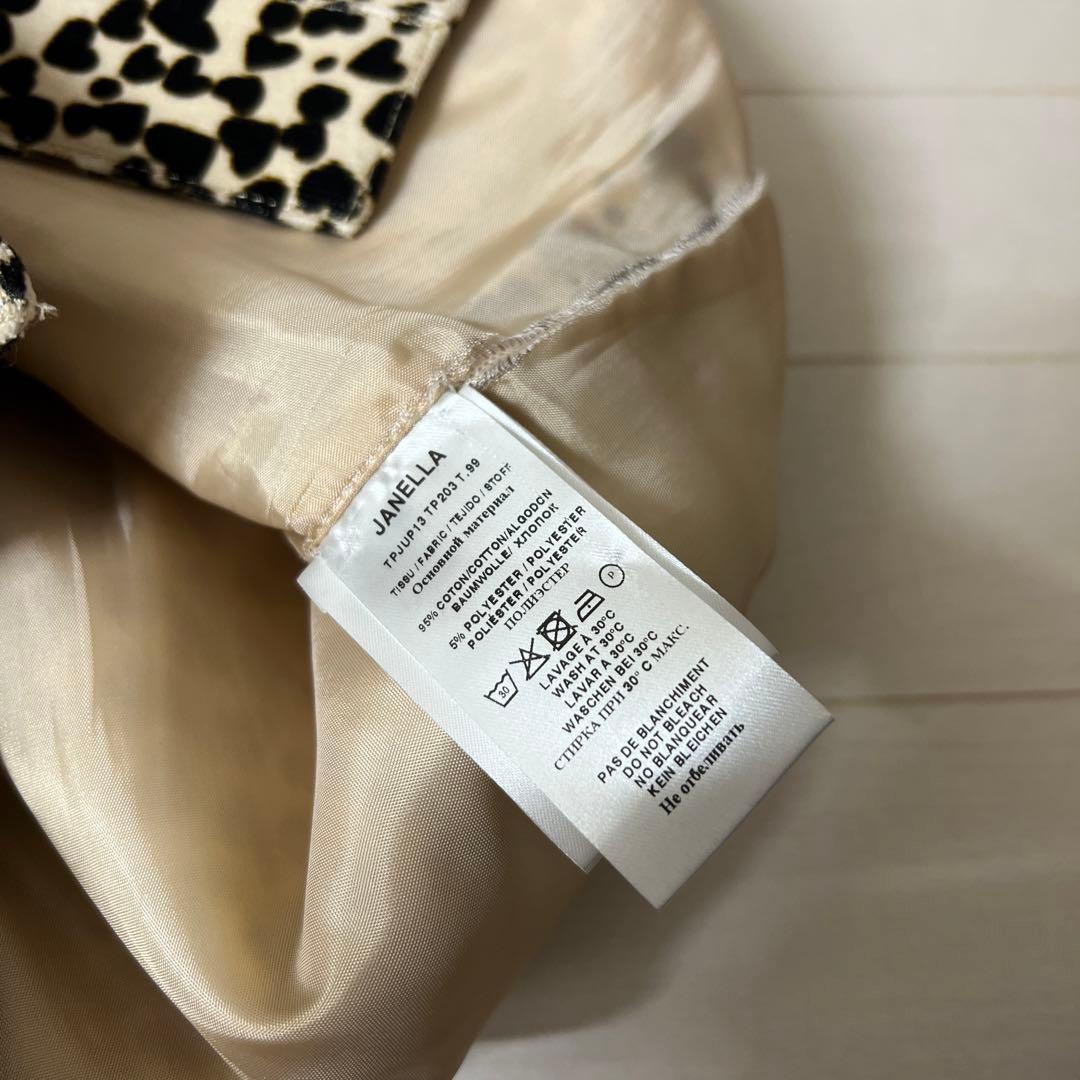 JANELLA
TPJUP13 TP203 T.99
TISSU / FABRIC / TEJIDO / STOFF
Основной материал
95% COTON/COTTON/ALGODCN
BAUMWOLLE/ ХЛОПОК
5% POLYESTER / POLYESTER
POLIÉSTER / POLYESTER
ПОЛИЭСТЕР
30
P
LAVAGE À 30°C
WASH AT 30°C
LAVAR A 30°C
WASCHEN BEI 30°C
СТИРКА ПРИ 30° С МАКС.
PAS DE BLANCHIMENT
DO NOT BLEACH
NO BLANQUEAR
KEIN BLEICHEN
Не отбеливать